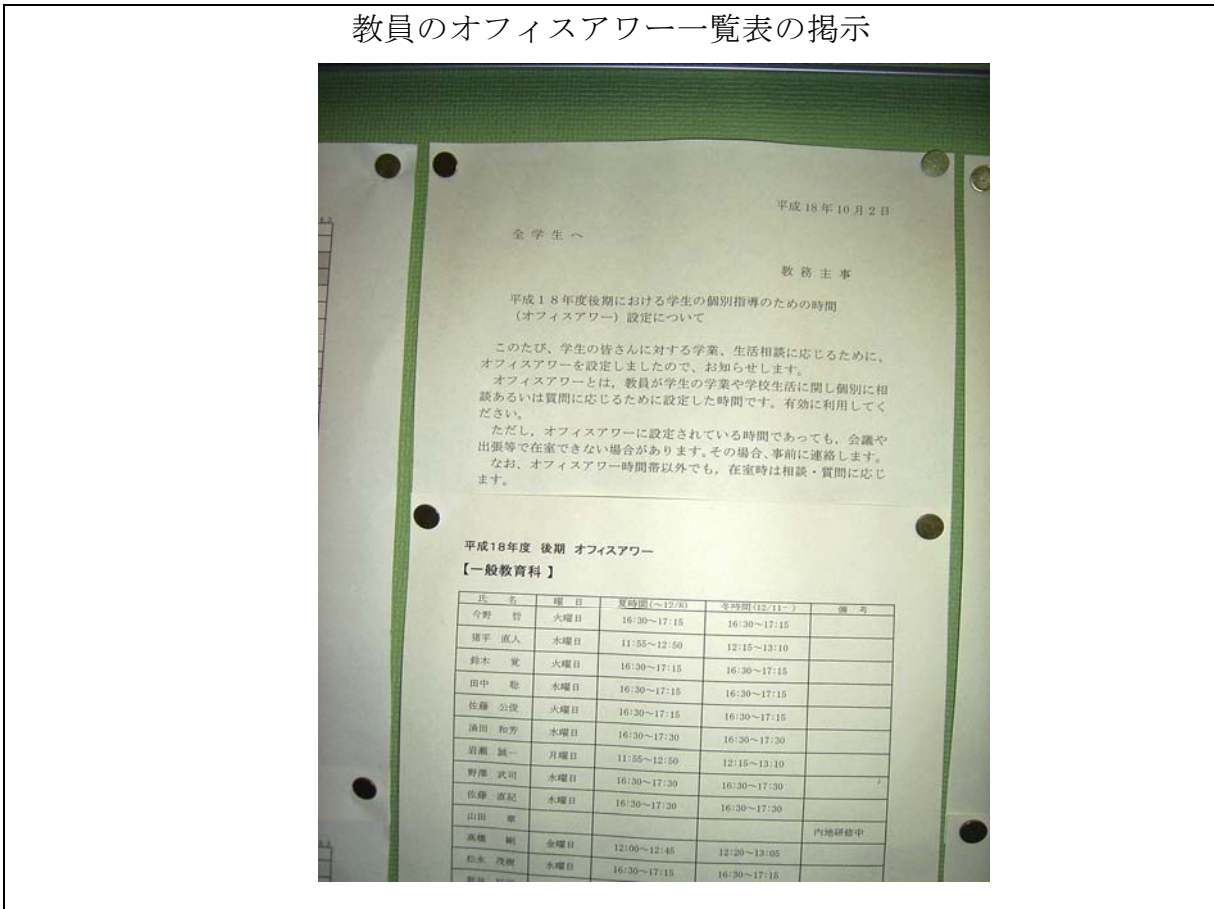 教員のオフィスアワー一覧表の掲示
平成18年10月2日
全学生へ
教務主事
平成18年度後期における学生の個別指導のための時間
(オフィスアワー)設定について
このたび、学生の皆さんに対する学業、生活相談に応じるために、
オフィスアワーを設定しましたので、お知らせします。
オフィスアワーとは,教員が学生の学業や学校生活に関し個別に相
談あるいは質問に応じるために設定した時間です。有効に利用してく
ださい。
ただし,オフィスアワーに設定されている時間であっても,会議や
出張等で在室できない場合があります。その場合、事前に連絡します。
なお、オフィスアワー時間帯以外でも,在室時は相談・質問に応じ
ます。
平成18年度 後期 オフィスアワー
【一般教育科】
氏名 曜日 夏時間(~12/8) 冬時間(12/11~) 備考
今野 哲 火曜日 16:30~17:15 16:30~17:15
猪平 直人 水曜日 11:55~12:50 12:15~13:10
鈴木 覚 火曜日 16:30~17:15 16:30~17:15
田中 聡 水曜日 16:30~17:15 16:30~17:15
佐藤 公俊 火曜日 16:30~17:15 16:30~17:15
涌田 和芳 水曜日 16:30~17:30 16:30~17:30
岩瀬 誠一 月曜日 11:55~12:50 12:15~13:10
野澤 武司 水曜日 16:30~17:30 16:30~17:30
佐藤 直紀 水曜日 16:30~17:30 16:30~17:30
山田 章 内地研修中
高橋 剛 金曜日 12:00~12:45 12:20~13:05
松永 茂樹 水曜日 16:30~17:15 16:30~17:15